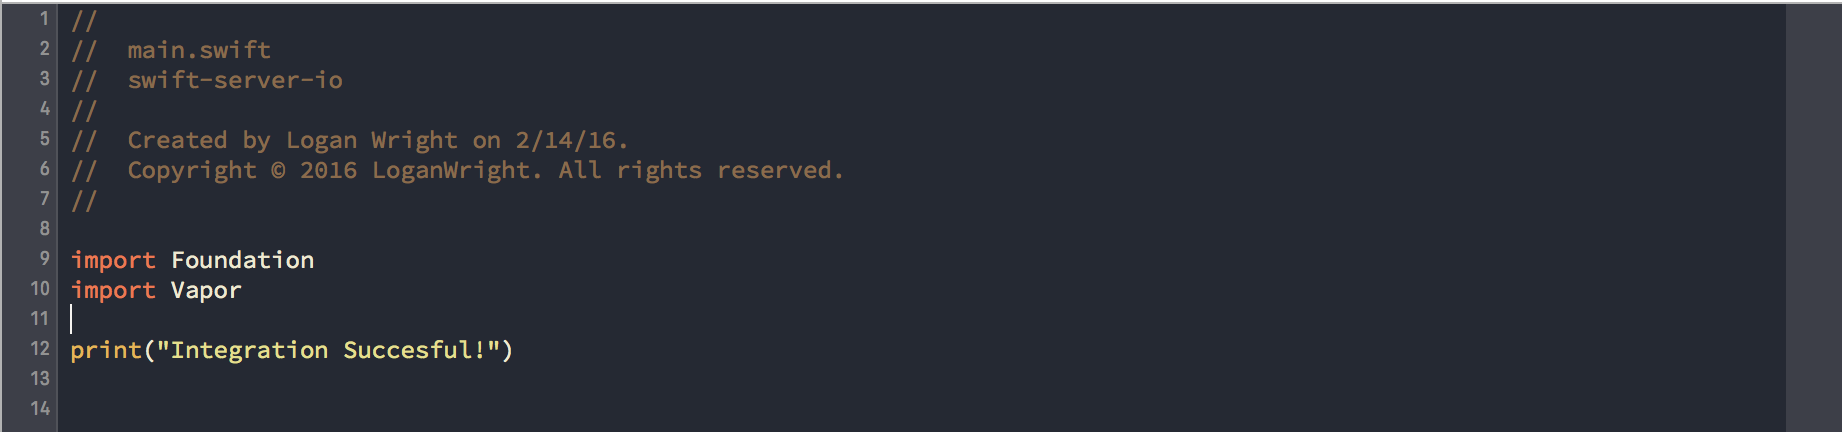 1 //
2 //  main.swift
3 //  swift-server-io
4 //
5 //  Created by Logan Wright on 2/14/16.
6 //  Copyright © 2016 LoganWright. All rights reserved.
7 //
8
9 import Foundation
10 import Vapor
11
12 print("Integration Succesful!")
13
14